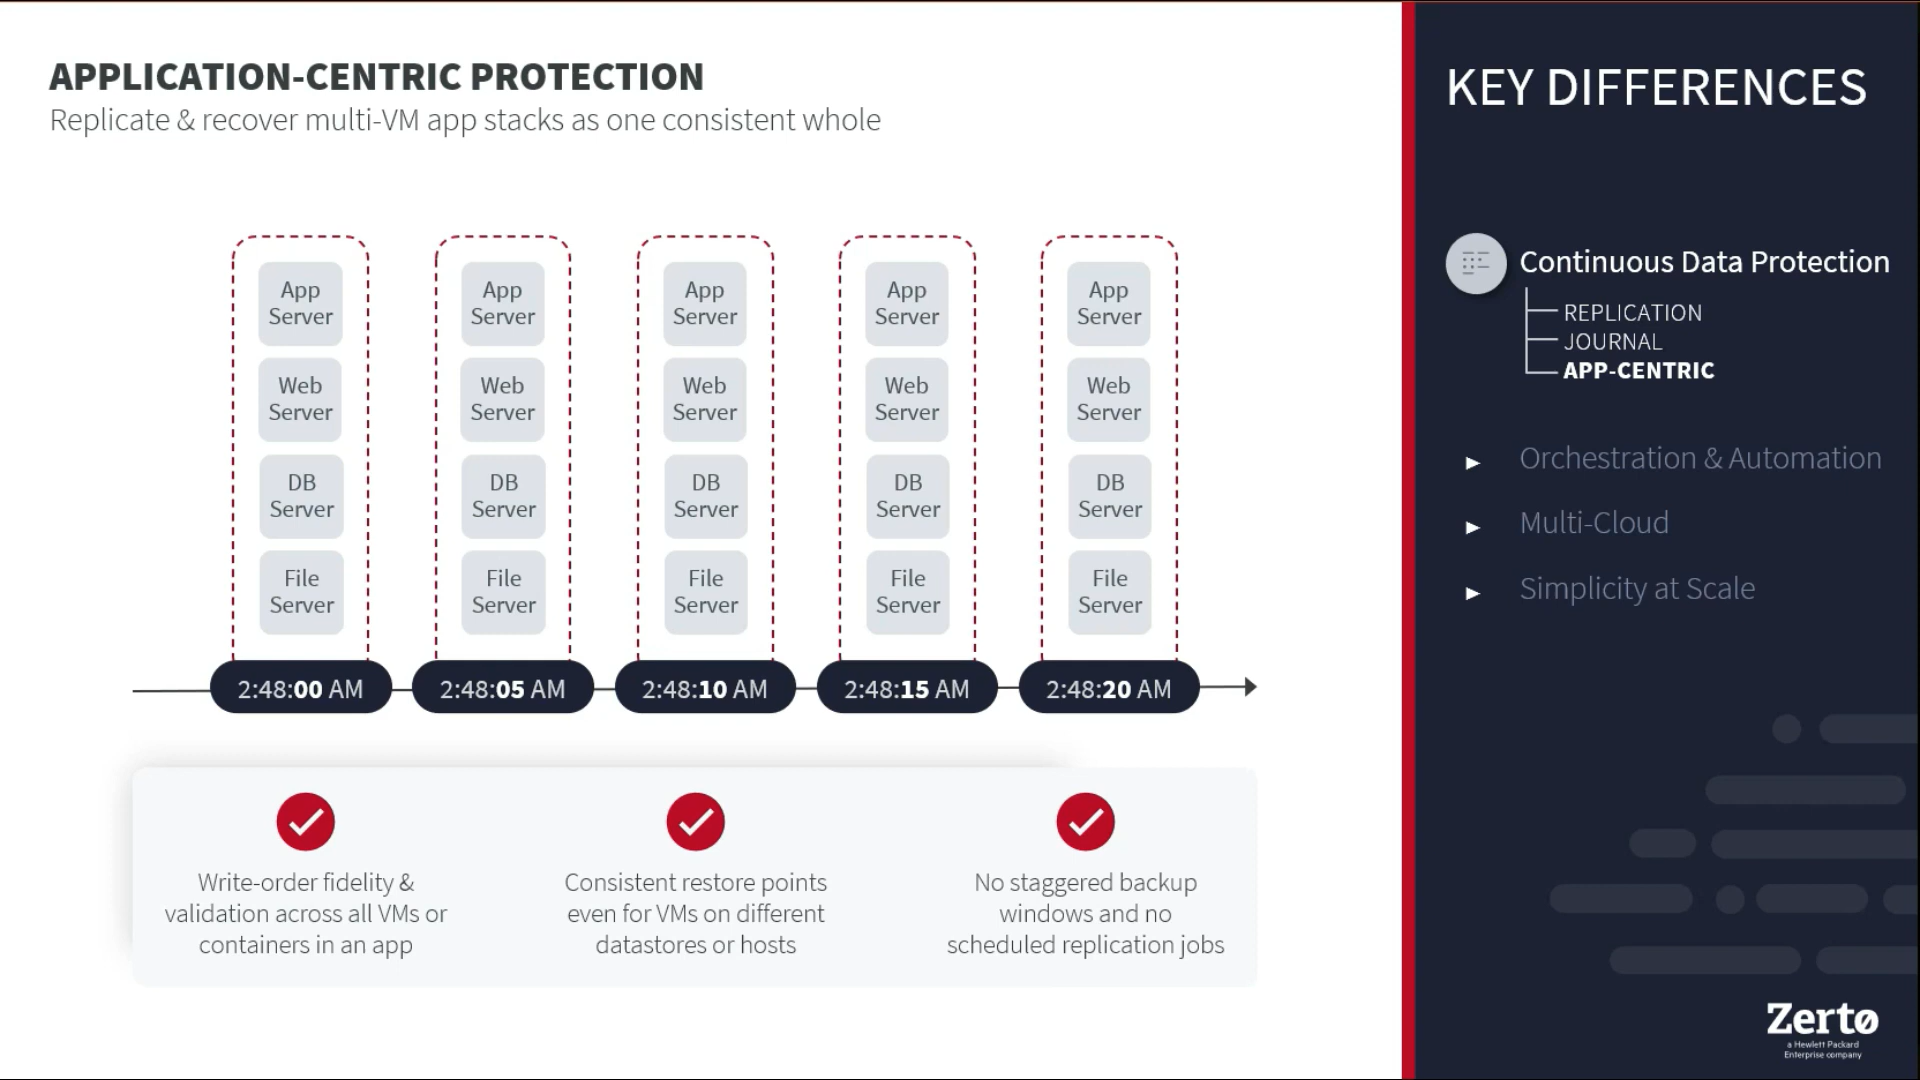 APPLICATION-CENTRIC PROTECTION
Replicate & recover multi-VM app stacks as one consistent whole
App
Server
Web
Server
DB
Server
File
Server
2:48:00 AM
App
Server
Web
Server
DB
Server
File
Server
2:48:05 AM
App
Server
Web
Server
DB
Server
File
Server
2:48:10 AM
App
Server
Web
Server
DB
Server
File
Server
2:48:15 AM
App
Server
Web
Server
DB
Server
File
Server
2:48:20 AM
Write-order fidelity &
validation across all VMs or
containers in an app
Consistent restore points
even for VMs on different
datastores or hosts
No staggered backup
windows and no
scheduled replication jobs
KEY DIFFERENCES
Continuous Data Protection
REPLICATION
JOURNAL
APP-CENTRIC
Orchestration & Automation
Multi-Cloud
Simplicity at Scale
Zerto
a Hewlett Packard
Enterprise company